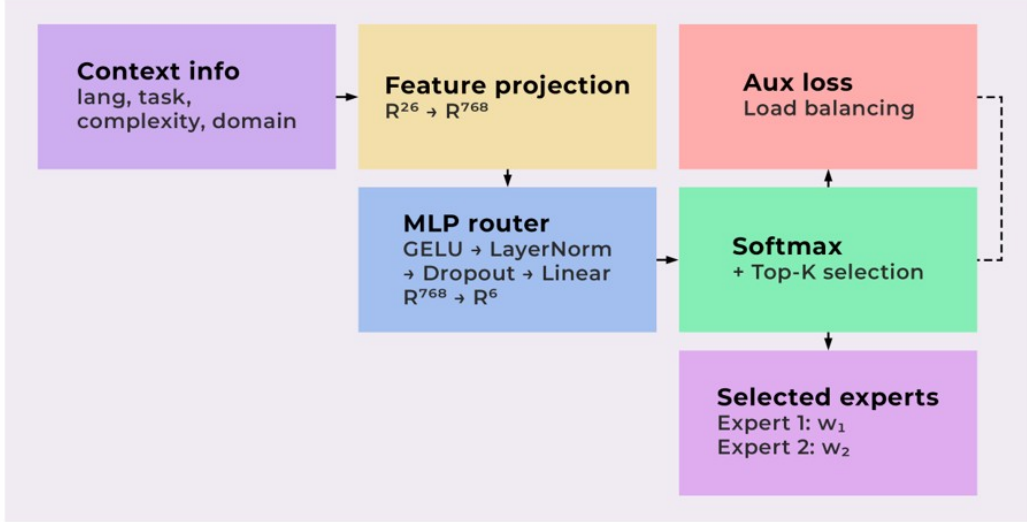 Context info
lang, task,
complexity, domain
Feature projection
R²⁶ → R⁷⁶⁸
Aux loss
Load balancing
MLP router
GELU → LayerNorm
→ Dropout → Linear
R⁷⁶⁸ → R⁶
Softmax
+ Top-K selection
Selected experts
Expert 1: w₁
Expert 2: w₂